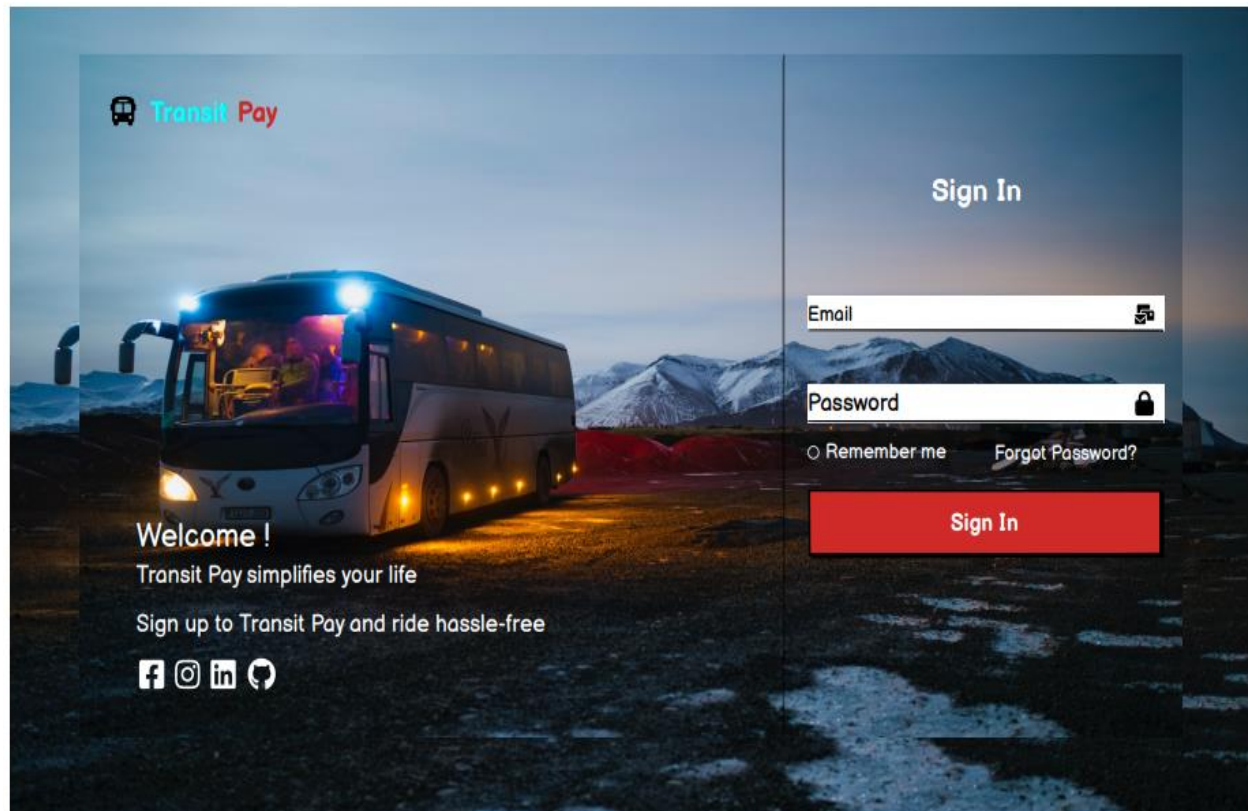 Transit Pay
Sign In
Email
Password
Remember me Forgot Password?
Sign In
Welcome !
Transit Pay simplifies your life
Sign up to Transit Pay and ride hassle-free